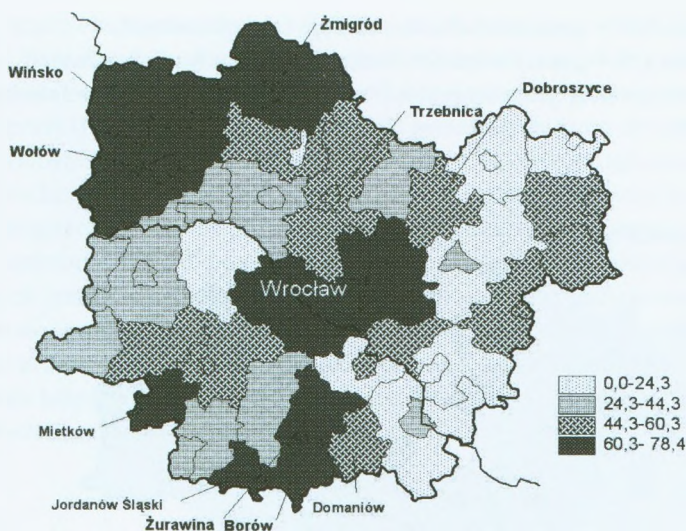 Żmigród
Wińsko
Dobroszyce
Trzebnica
Wołów
Wrocław
0,0-24,3
24,3-44,3
44,3-60,3
60,3- 78,4
Mietków
Jordanów Śląski
Domaniów
Żurawina Borów